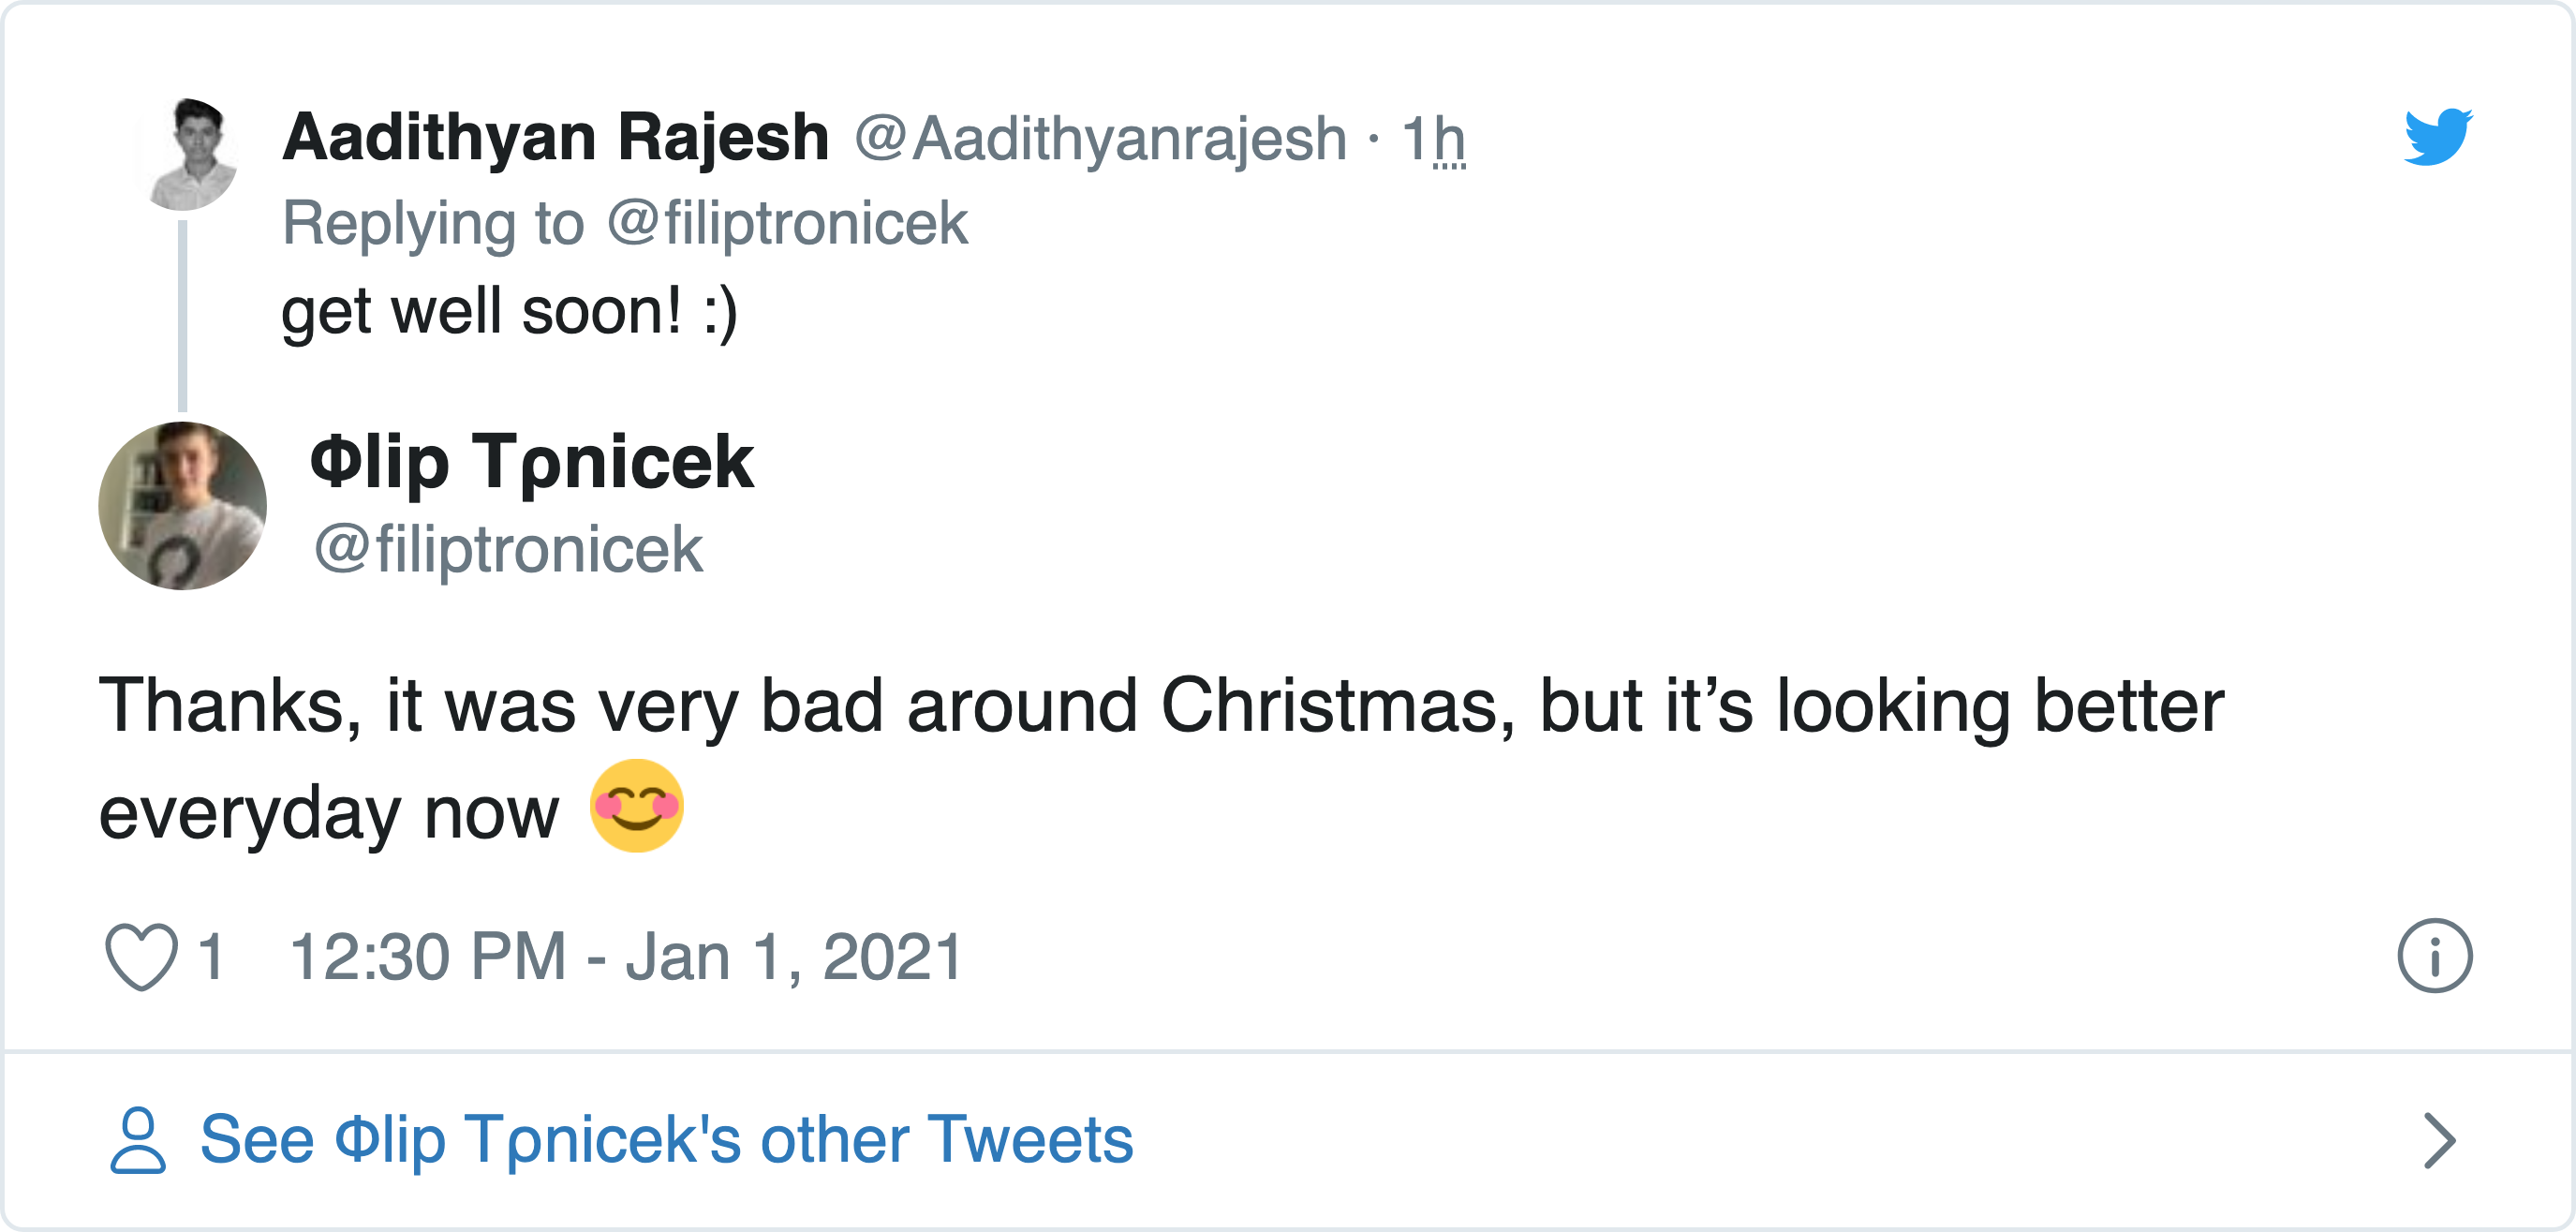 Aadithyan Rajesh @Aadithyanrajesh · 1h
Replying to @filiptronicek
get well soon! :)
Φlip Tρnicek
@filiptronicek
Thanks, it was very bad around Christmas, but it’s looking better
everyday now 😊
1 12:30 PM - Jan 1, 2021
See Φlip Tρnicek's other Tweets